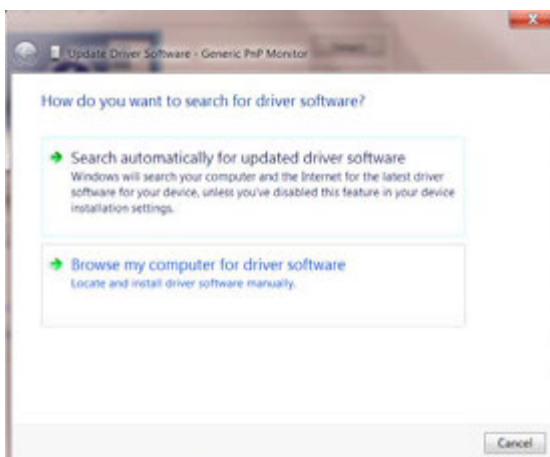 Update Driver Software - Generic PnP Monitor
How do you want to search for driver software?
Search automatically for updated driver software
Windows will search your computer and the Internet for the latest driver
software for your device, unless you've disabled this feature in your device
installation settings.
Browse my computer for driver software
Locate and install driver software manually.
Cancel